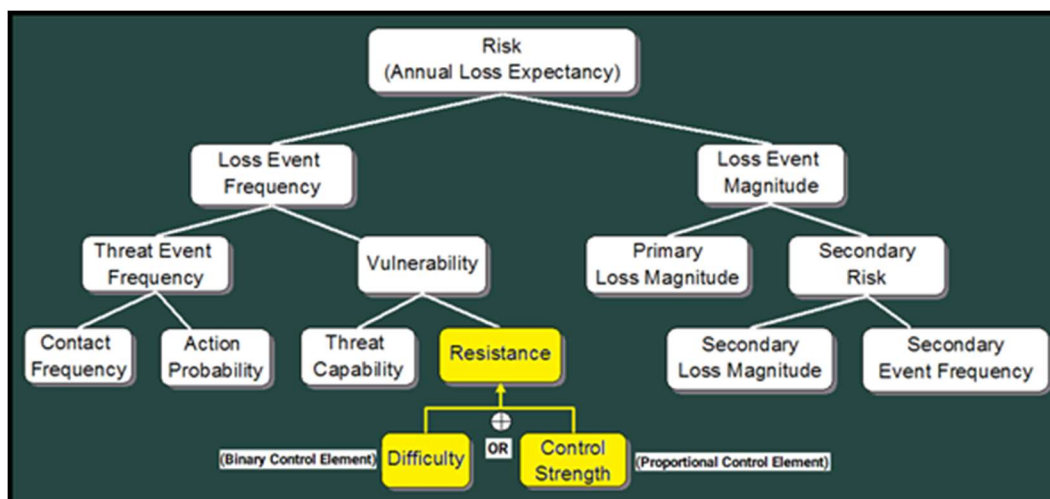 Risk
(Annual Loss Expectancy)
Loss Event
Frequency
Loss Event
Magnitude
Threat Event
Frequency
Vulnerability
Primary
Loss Magnitude
Secondary
Risk
Contact
Frequency
Action
Probability
Threat
Capability
Resistance
Secondary
Loss Magnitude
Secondary
Event Frequency
(Binary Control Element)
Difficulty
OR
Control
Strength
(Proportional Control Element)